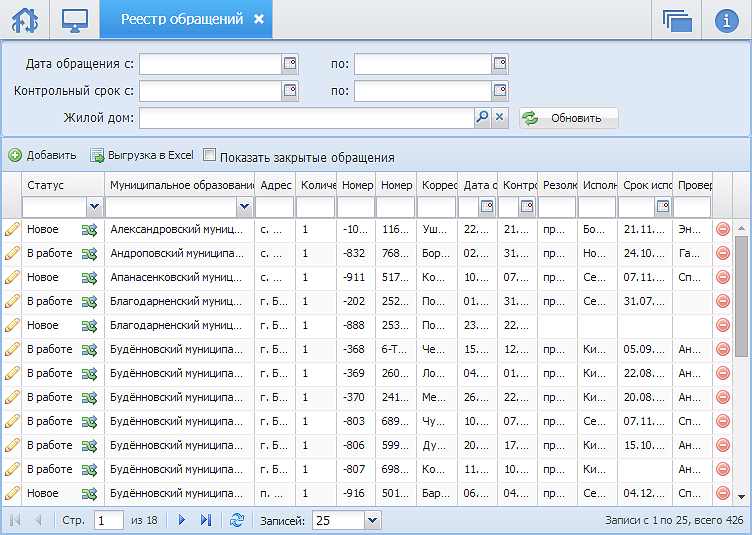 Реестр обращений
Дата обращения с: по:
Контрольный срок с: по:
Жилой дом: Обновить
Добавить Выгрузка в Excel Показать закрытые обращения
Статус Муниципальное образовани Адрес Количе Номер Номер Коррес Дата о Контро Резолю Исполн Срок испо Провер
Новое Александровский муниц... с. ... 1 -10... 116... Уш... 22.... 21.... пр... Бо... 21.11.... Эн...
В работе Андроповский муниципа... с. ... 1 -832 768... Бор... 02.... 31.... пр... Но... 24.10.... Га...
Новое Апанасенковский муниц... с. ... 1 -911 517... Ко... 10.... 07.... пр... Се... 07.11.... Сп...
В работе Благодарненский муниц... г. Б... 1 -202 252... По... 01.... 31.... пр... Се... 31.07....
Новое Благодарненский муниц... г. Б... 1 -888 253... По... 23.... 22....
В работе Будённовский муниципа... г. Б... 1 -368 6-Т... Че... 15.... 12.... пр... Ки... 05.09.... Ан...
В работе Будённовский муниципа... г. Б... 1 -369 260... Ло... 04.... 01.... пр... Ки... 22.08.... Ан...
В работе Будённовский муниципа... г. Б... 1 -370 241... Ме... 26.... 22.... пр... Ки... 20.08.... Ан...
В работе Будённовский муниципа... г. Б... 1 -803 689... Чу... 10.... 07.... пр... Се... 07.11.... Сп...
В работе Будённовский муниципа... г. Б... 1 -806 599... Ду... 20.... 17.... пр... Ки... 15.10.... Ан...
В работе Будённовский муниципа... г. Б... 1 -807 698... Ко... 11.... 10.... пр... Ки... Ан...
Новое Будённовский муниципа... п. ... 1 -916 501... Бар... 06.... 04.... пр... Се... 04.12.... Сп...
Стр. 1 из 18 Записей: 25 Записи с 1 по 25, всего 426